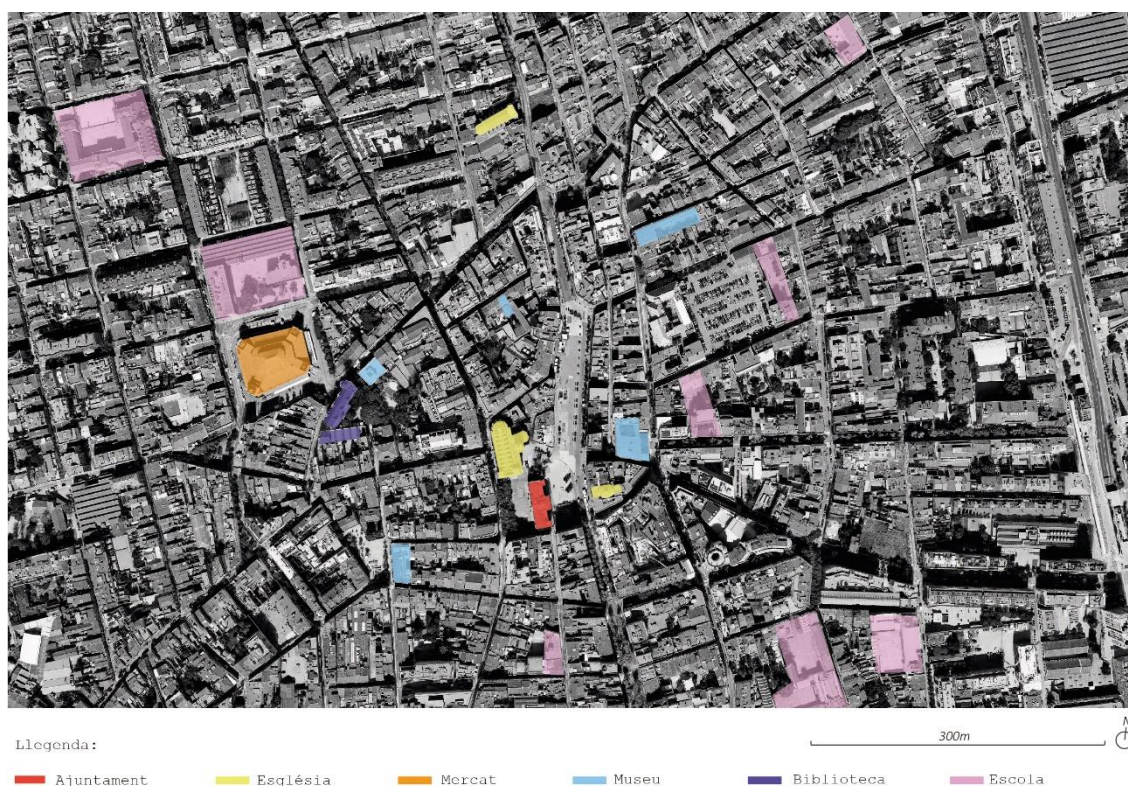 Llegenda:
300m
N
Ajuntament
Església
Mercat
Museu
Biblioteca
Escola